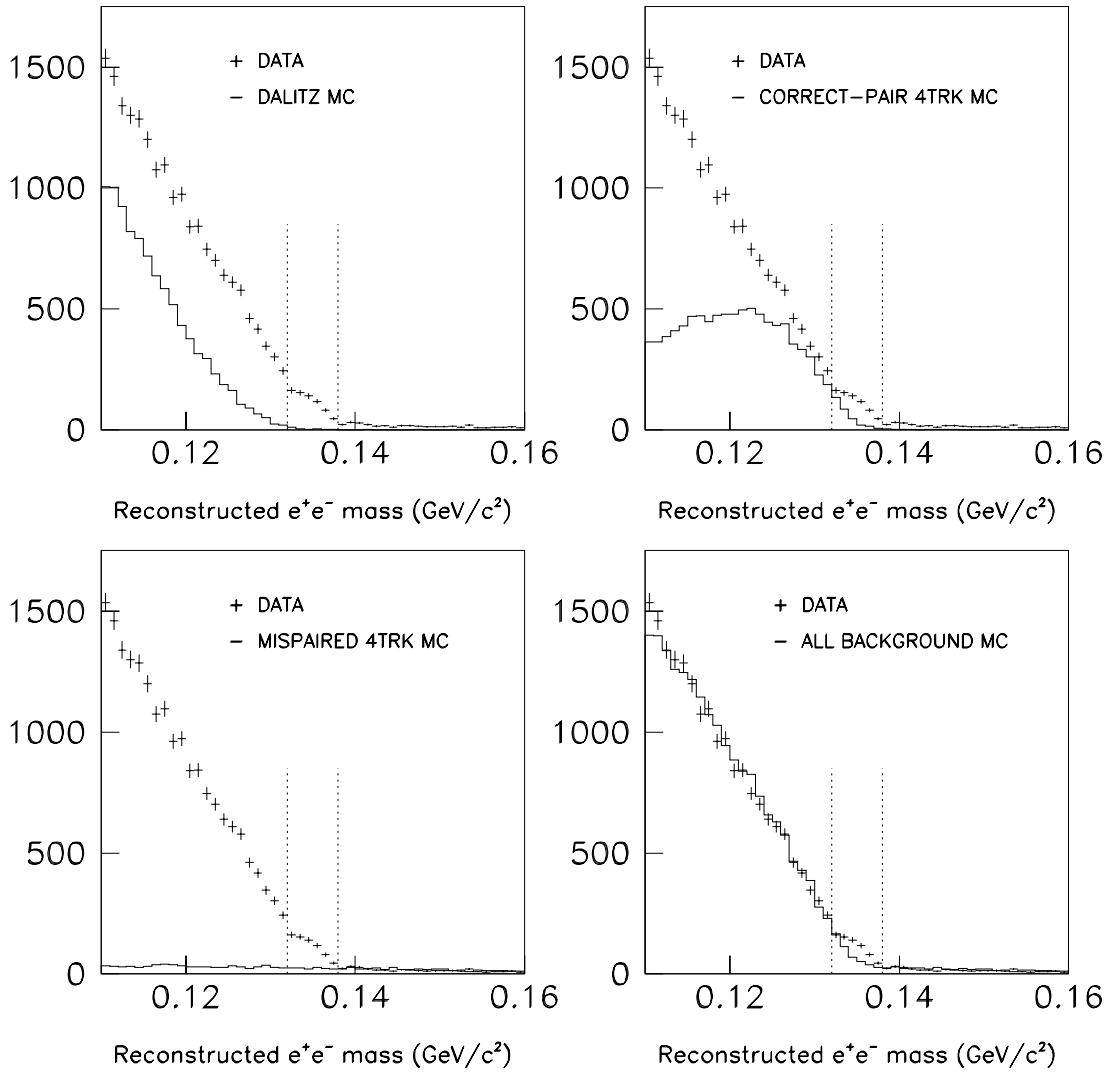 1500
1000
500
0
+ DATA
− DALITZ MC
0.12 0.14 0.16
Reconstructed e⁺e⁻ mass (GeV/c²)
1500
1000
500
0
+ DATA
− CORRECT−PAIR 4TRK MC
0.12 0.14 0.16
Reconstructed e⁺e⁻ mass (GeV/c²)
1500
1000
500
0
+ DATA
− MISPAIRED 4TRK MC
0.12 0.14 0.16
Reconstructed e⁺e⁻ mass (GeV/c²)
1500
1000
500
0
+ DATA
− ALL BACKGROUND MC
0.12 0.14 0.16
Reconstructed e⁺e⁻ mass (GeV/c²)